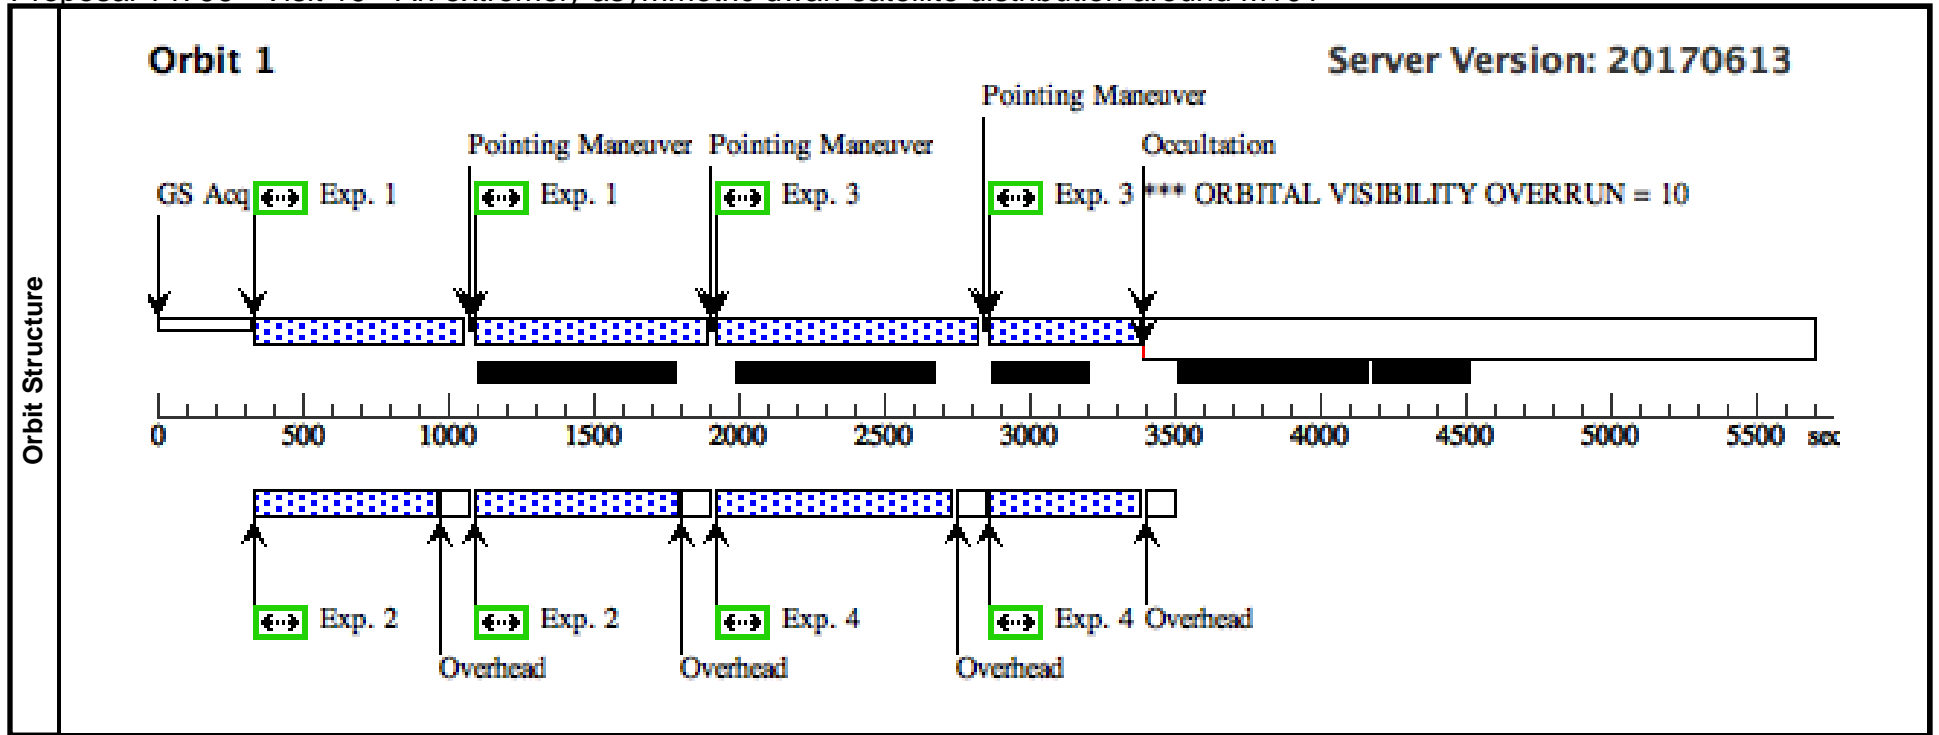 Orbit 1
Server Version: 20170613
Pointing Maneuver
Pointing Maneuver Pointing Maneuver Occultation
GS Acq Exp. 1 Exp. 1 Exp. 3 Exp. 3 *** ORBITAL VISIBILITY OVERRUN = 10
Orbit Structure
0 500 1000 1500 2000 2500 3000 3500 4000 4500 5000 5500 sec
Exp. 2 Exp. 2 Exp. 4 Exp. 4 Overhead
Overhead Overhead Overhead